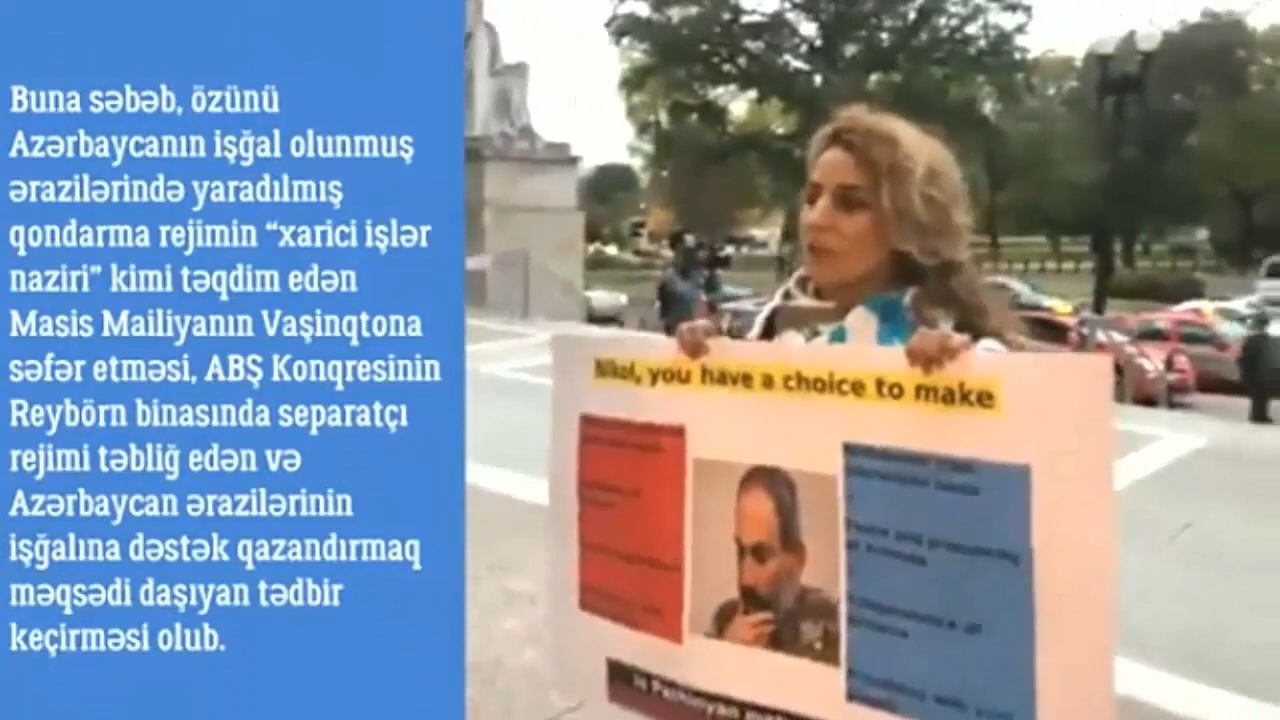 Buna səbəb, özünü
Azərbaycanın işğal olunmuş
ərazilərində yaradılmış
qondarma rejimin “xarici işlər
naziri” kimi təqdim edən
Masis Mailiyanın Vaşinqtona
səfər etməsi, ABŞ Konqresinin
Reybörn binasında separatçı
rejimi təbliğ edən və
Azərbaycan ərazilərinin
işğalına dəstək qazandırmaq
məqsədi daşıyan tədbir
keçirməsi olub.
Nikol, you have a choice to make
Is Pashinyan